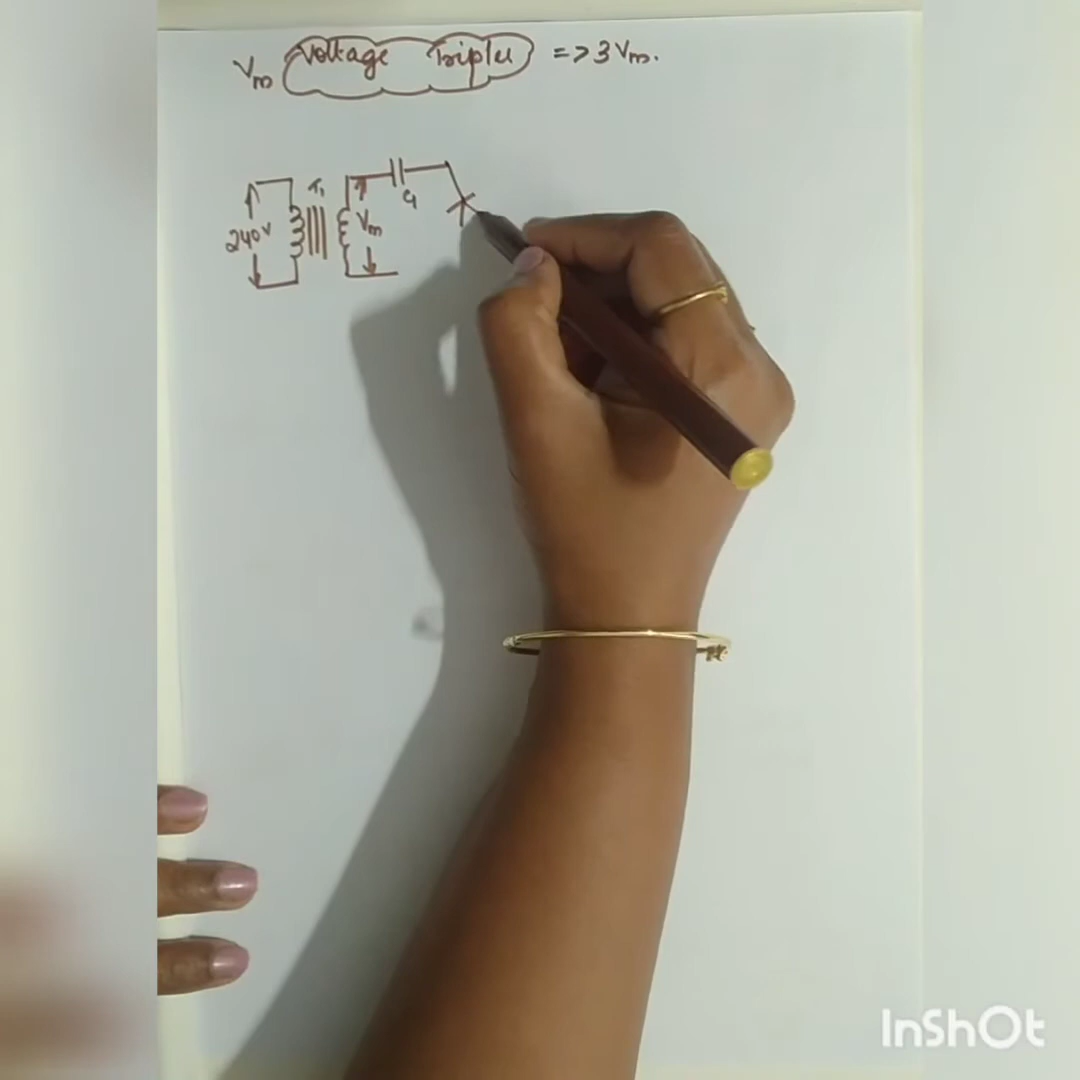 Vm Voltage Tripler => 3Vm.
T1
C1
240V
Vm
InShOt